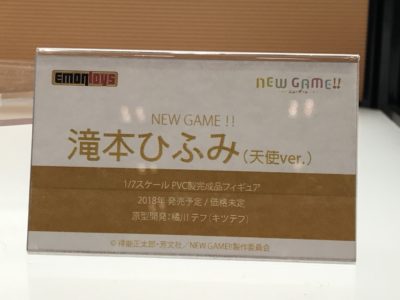 emontoys
NEW GAME!!
NEW GAME !!
滝本ひふみ(天使ver.)
1/7スケール PVC製完成品フィギュア
2018年 発売予定 / 価格未定
原型開発：橘川 テフ(キツテフ)
© 得能正太郎・芳文社／NEW GAME!!製作委員会